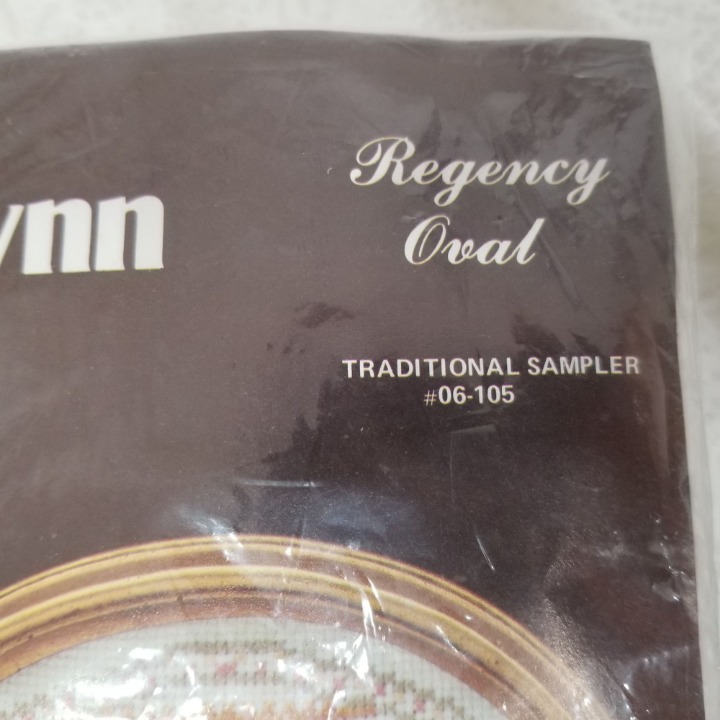 ynn
Regency
Oval
TRADITIONAL SAMPLER
#06-105